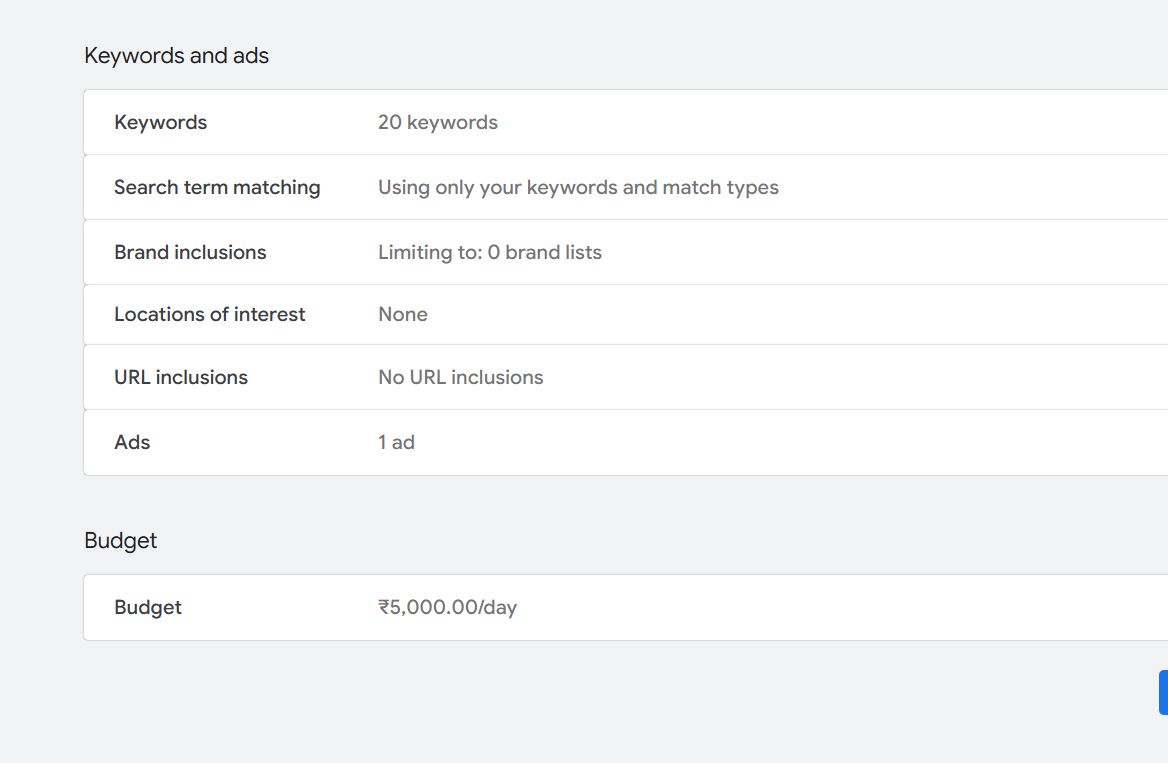 Keywords and ads
Keywords 20 keywords
Search term matching Using only your keywords and match types
Brand inclusions Limiting to: 0 brand lists
Locations of interest None
URL inclusions No URL inclusions
Ads 1 ad
Budget
Budget ₹5,000.00/day